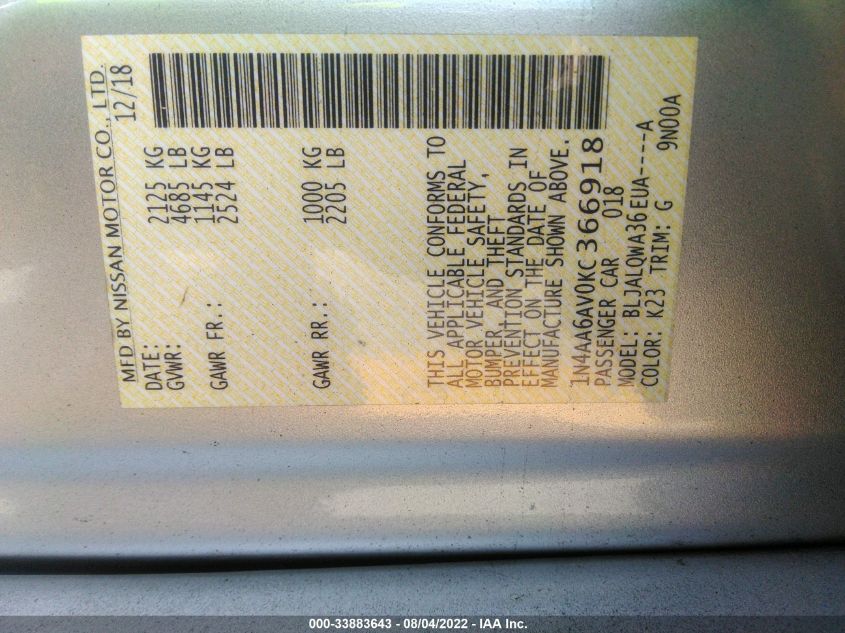 MFD BY NISSAN MOTOR CO., LTD.
DATE: 12/18
GVWR: 2125 KG
4685 LB
GAWR FR.: 1145 KG
2524 LB
GAWR RR.: 1000 KG
2205 LB
THIS VEHICLE CONFORMS TO
ALL APPLICABLE FEDERAL
MOTOR VEHICLE SAFETY,
BUMPER, AND THEFT
PREVENTION STANDARDS IN
EFFECT ON THE DATE OF
MANUFACTURE SHOWN ABOVE.
1N4AA6AV0KC366918
PASSENGER CAR 018
MODEL: BLJALQWA36EUA----A
COLOR: K23 TRIM: G 9N00A
000-33883643 - 08/04/2022 - IAA Inc.